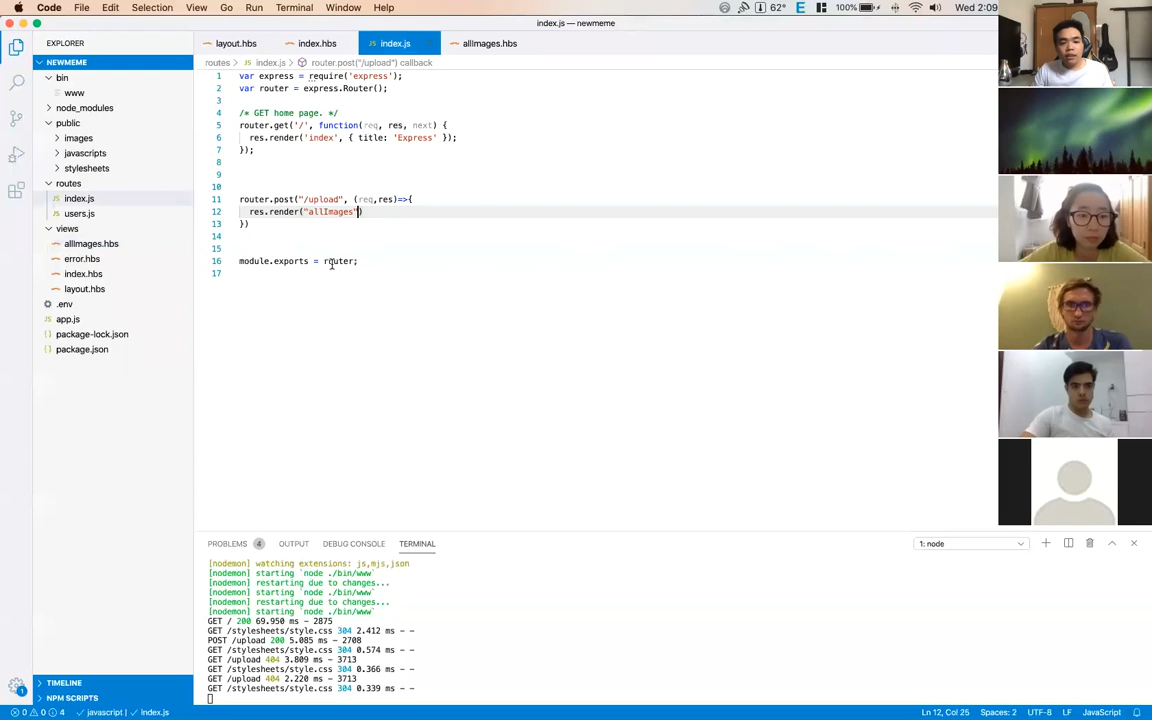 Code File Edit Selection View Go Run Terminal Window Help 62° E 100% Wed 2:09
index.js — newmeme
EXPLORER
layout.hbs index.hbs JS index.js allImages.hbs
NEWMEME
routes > JS index.js > router.post("/upload") callback
bin
www
node_modules
public
images
javascripts
stylesheets
routes
JS index.js
JS users.js
views
allImages.hbs
error.hbs
index.hbs
layout.hbs
.env
JS app.js
package-lock.json
package.json
1 var express = require('express');
2 var router = express.Router();
3
4 /* GET home page. */
5 router.get('/', function(req, res, next) {
6 res.render('index', { title: 'Express' });
7 });
8
9
10
11 router.post("/upload", (req,res)=>{
12 res.render("allImages")
13 })
14
15
16 module.exports = router;
17
PROBLEMS 4 OUTPUT DEBUG CONSOLE TERMINAL 1: node
[nodemon] watching extensions: js,mjs,json
[nodemon] starting `node ./bin/www`
[nodemon] restarting due to changes...
[nodemon] starting `node ./bin/www`
[nodemon] restarting due to changes...
[nodemon] starting `node ./bin/www`
GET / 200 69.950 ms - 2875
GET /stylesheets/style.css 304 2.412 ms - -
POST /upload 200 5.085 ms - 2708
GET /stylesheets/style.css 304 0.574 ms - -
GET /upload 404 3.809 ms - 3713
GET /stylesheets/style.css 304 0.366 ms - -
GET /upload 404 2.220 ms - 3713
GET /stylesheets/style.css 304 0.339 ms - -
TIMELINE
NPM SCRIPTS
1
0 0 4 javascript | index.js Ln 12, Col 25 Spaces: 2 UTF-8 LF JavaScript